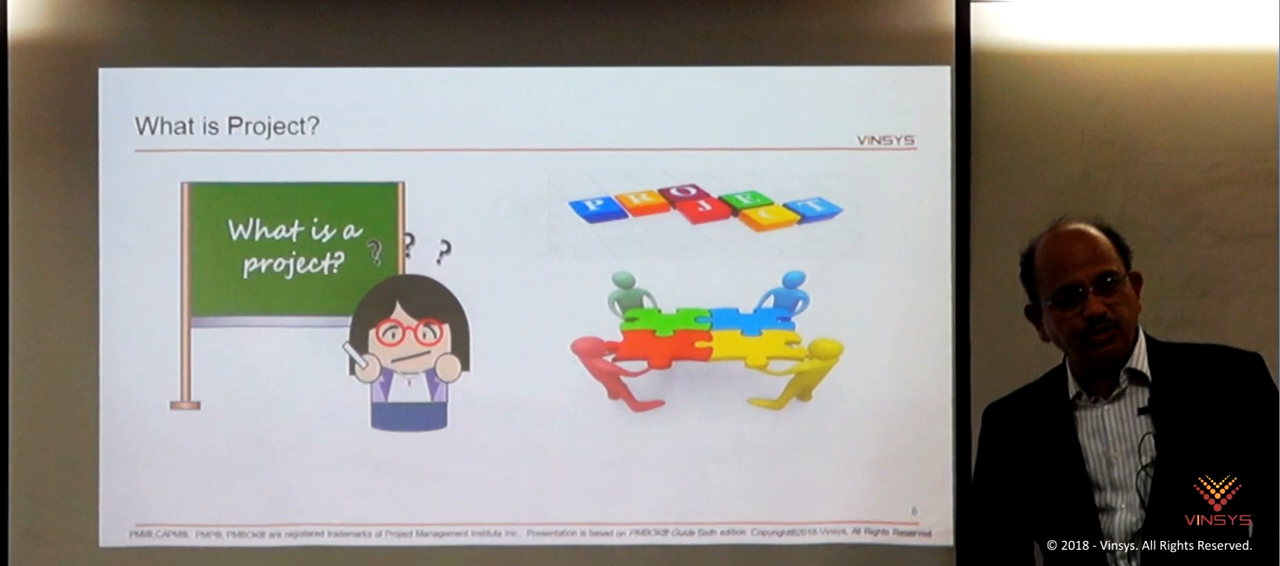 What is Project?
VINSYS
What is a
project?
? ? ?
PROJECT
6
PMI®,CAPM®, PMP®, PMBOK® are registered trademarks of Project Management Institute Inc., Presentation is based on PMBOK® Guide Sixth edition. Copyright©2018 Vinsys, All Rights Reserved
VINSYS
© 2018 - Vinsys. All Rights Reserved.